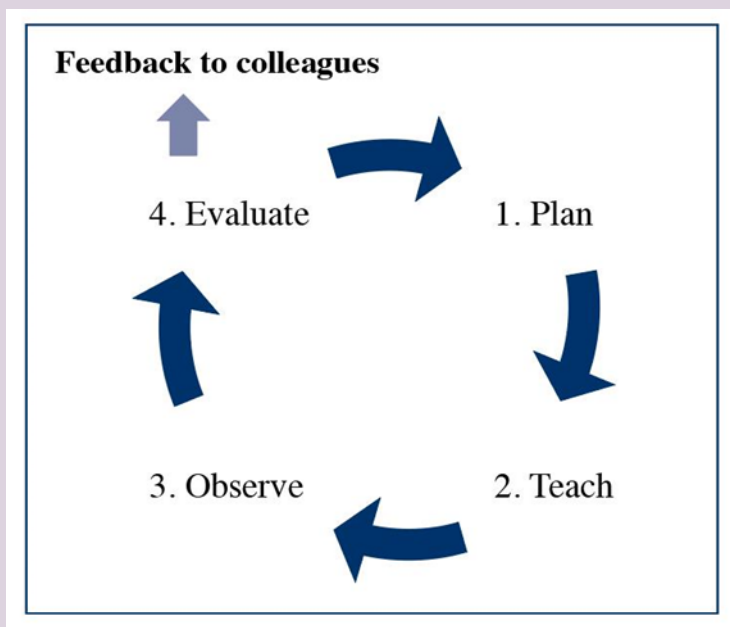 Feedback to colleagues
4. Evaluate
1. Plan
3. Observe
2. Teach